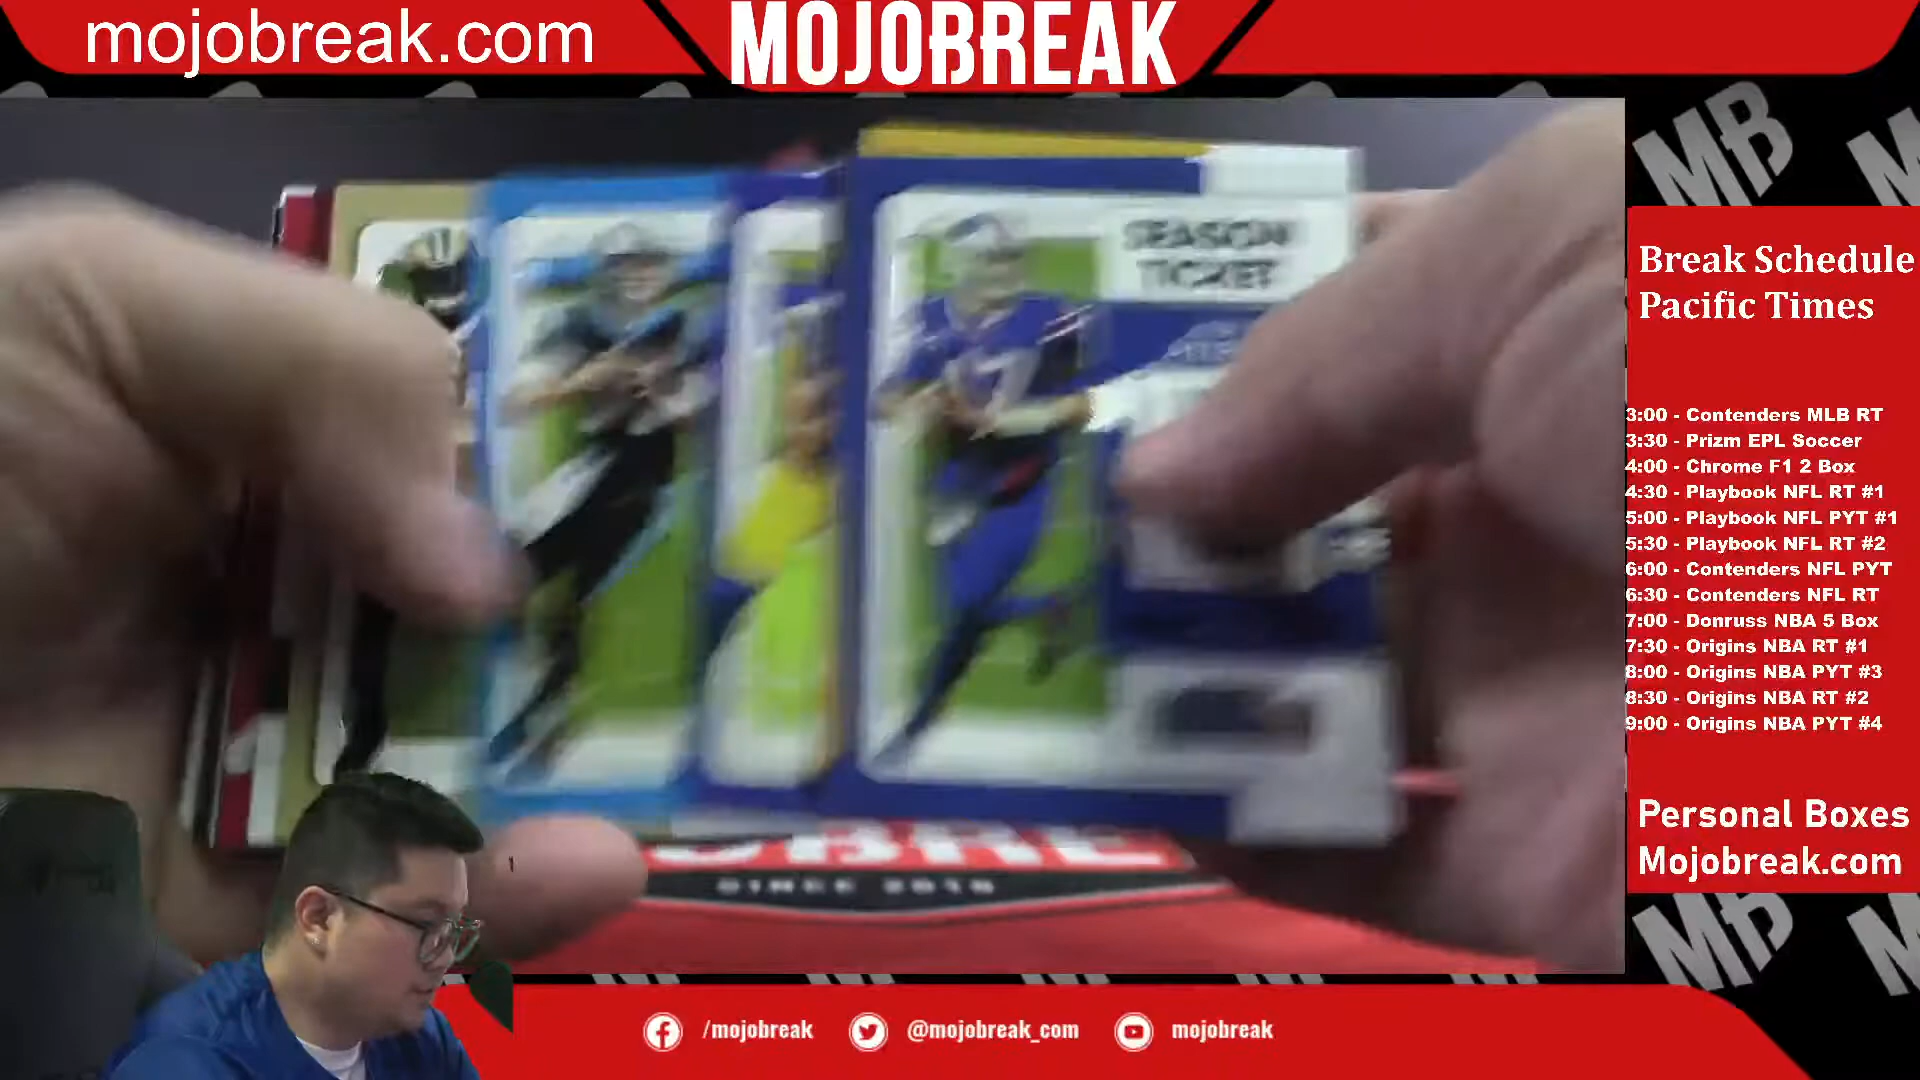 mojobreak.com
MOJOBREAK
SEASON
TICKET
17
Break Schedule
Pacific Times
3:00 - Contenders MLB RT
3:30 - Prizm EPL Soccer
4:00 - Chrome F1 2 Box
4:30 - Playbook NFL RT #1
5:00 - Playbook NFL PYT #1
5:30 - Playbook NFL RT #2
6:00 - Contenders NFL PYT
6:30 - Contenders NFL RT
7:00 - Donruss NBA 5 Box
7:30 - Origins NBA RT #1
8:00 - Origins NBA PYT #3
8:30 - Origins NBA RT #2
9:00 - Origins NBA PYT #4
Personal Boxes
Mojobreak.com
MB
MB
/mojobreak
@mojobreak_com
mojobreak